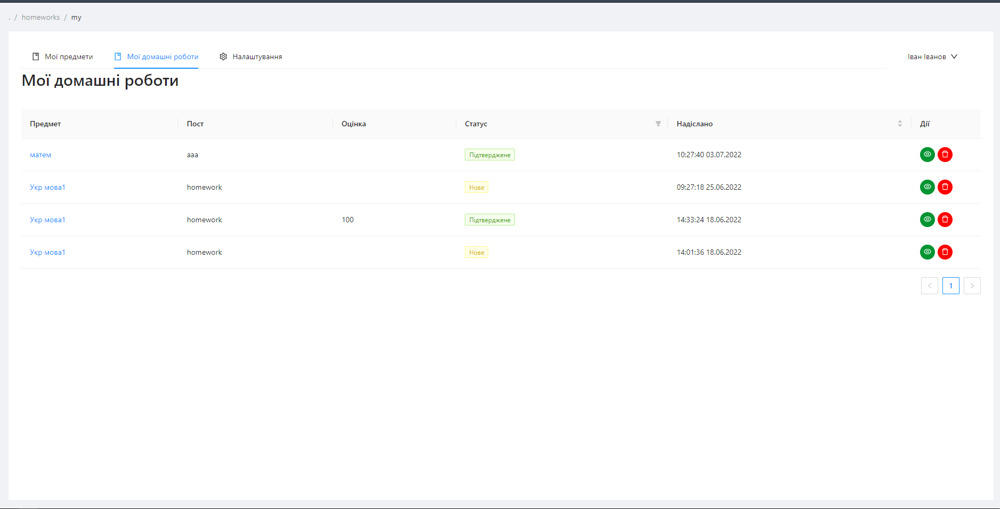 . / homeworks / my
Мої предмети Мої домашні роботи Налаштування Іван Іванов
Мої домашні роботи
Предмет Пост Оцінка Статус Надіслано Дії
матем ааа Підтверджене 10:27:40 03.07.2022
Укр мова1 homework Нове 09:27:18 25.06.2022
Укр мова1 homework 100 Підтверджене 14:33:24 18.06.2022
Укр мова1 homework Нове 14:01:36 18.06.2022
< 1 >